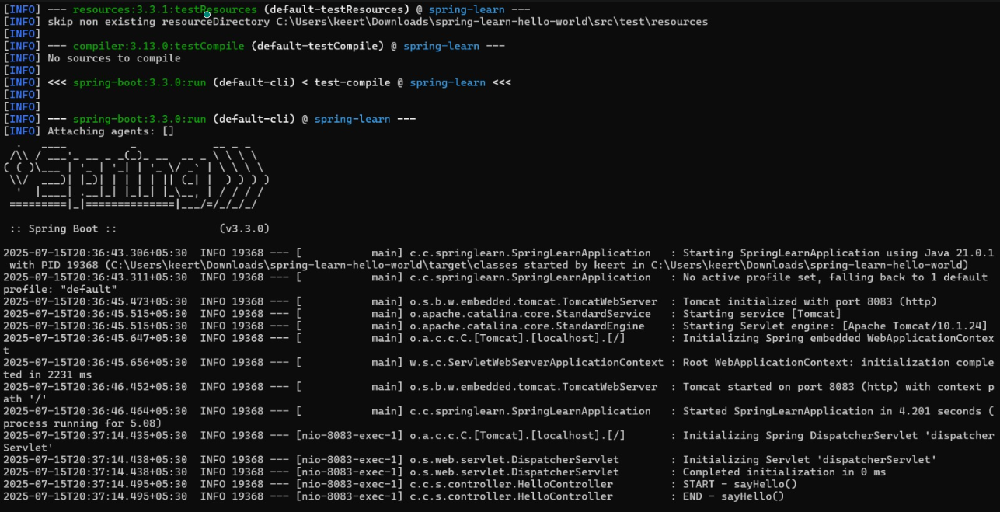 [INFO] --- resources:3.3.1:testResources (default-testResources) @ spring-learn ---
[INFO] skip non existing resourceDirectory C:\Users\keert\Downloads\spring-learn-hello-world\src\test\resources
[INFO]
[INFO] --- compiler:3.13.0:testCompile (default-testCompile) @ spring-learn ---
[INFO] No sources to compile
[INFO]
[INFO] <<< spring-boot:3.3.0:run (default-cli) < test-compile @ spring-learn <<<
[INFO]
[INFO]
[INFO] --- spring-boot:3.3.0:run (default-cli) @ spring-learn ---
[INFO] Attaching agents: []
  .   ____          _            __ _ _
 /\\ / ___'_ __ _ _(_)_ __  __ _ \ \ \ \
( ( )\___ | '_ | '_| | '_ \/ _` | \ \ \ \
 \\/  ___)| |_)| | | | | || (_| |  ) ) ) )
  '  |____| .__|_| |_|_| |_\__, | / / / /
 =========|_|==============|___/=/_/_/_/

 :: Spring Boot ::                (v3.3.0)

2025-07-15T20:36:43.306+05:30  INFO 19368 --- [           main] c.c.springlearn.SpringLearnApplication   : Starting SpringLearnApplication using Java 21.0.1
 with PID 19368 (C:\Users\keert\Downloads\spring-learn-hello-world\target\classes started by keert in C:\Users\keert\Downloads\spring-learn-hello-world)
2025-07-15T20:36:43.311+05:30  INFO 19368 --- [           main] c.c.springlearn.SpringLearnApplication   : No active profile set, falling back to 1 default
profile: "default"
2025-07-15T20:36:45.473+05:30  INFO 19368 --- [           main] o.s.b.w.embedded.tomcat.TomcatWebServer  : Tomcat initialized with port 8083 (http)
2025-07-15T20:36:45.515+05:30  INFO 19368 --- [           main] o.apache.catalina.core.StandardService   : Starting service [Tomcat]
2025-07-15T20:36:45.515+05:30  INFO 19368 --- [           main] o.apache.catalina.core.StandardEngine    : Starting Servlet engine: [Apache Tomcat/10.1.24]
2025-07-15T20:36:45.647+05:30  INFO 19368 --- [           main] o.a.c.c.C.[Tomcat].[localhost].[/]       : Initializing Spring embedded WebApplicationContex
t
2025-07-15T20:36:45.656+05:30  INFO 19368 --- [           main] w.s.c.ServletWebServerApplicationContext : Root WebApplicationContext: initialization comple
ted in 2231 ms
2025-07-15T20:36:46.452+05:30  INFO 19368 --- [           main] o.s.b.w.embedded.tomcat.TomcatWebServer  : Tomcat started on port 8083 (http) with context p
ath '/'
2025-07-15T20:36:46.464+05:30  INFO 19368 --- [           main] c.c.springlearn.SpringLearnApplication   : Started SpringLearnApplication in 4.201 seconds (
process running for 5.08)
2025-07-15T20:37:14.435+05:30  INFO 19368 --- [nio-8083-exec-1] o.a.c.c.C.[Tomcat].[localhost].[/]       : Initializing Spring DispatcherServlet 'dispatcher
Servlet'
2025-07-15T20:37:14.438+05:30  INFO 19368 --- [nio-8083-exec-1] o.s.web.servlet.DispatcherServlet        : Initializing Servlet 'dispatcherServlet'
2025-07-15T20:37:14.438+05:30  INFO 19368 --- [nio-8083-exec-1] o.s.web.servlet.DispatcherServlet        : Completed initialization in 0 ms
2025-07-15T20:37:14.495+05:30  INFO 19368 --- [nio-8083-exec-1] c.c.s.controller.HelloController         : START - sayHello()
2025-07-15T20:37:14.495+05:30  INFO 19368 --- [nio-8083-exec-1] c.c.s.controller.HelloController         : END - sayHello()